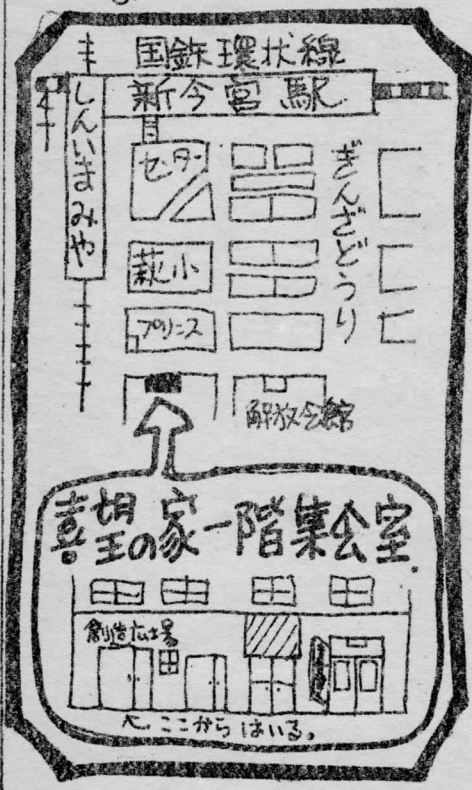 国鉄環状線
新今宮駅
しんいまみや
センター
ぎんざどうり
萩小
プリンス
解放会館
喜望の家一階集会室
創造広場
ここからはいる。